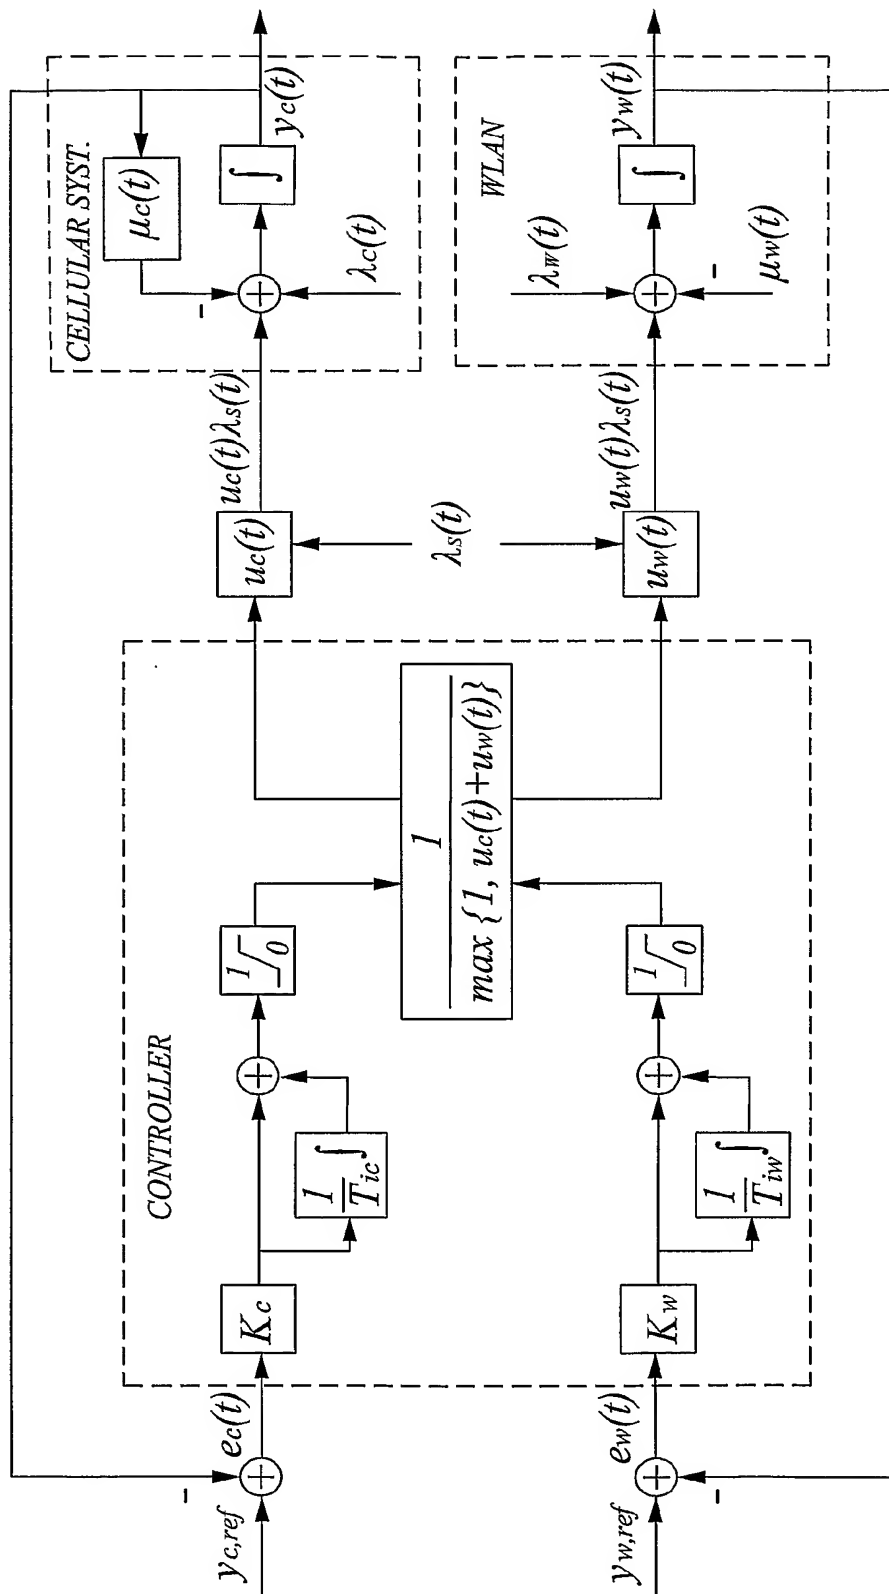 CONTROLLER
CELLULAR SYST.
WLAN
yc,ref
ec(t)
Kc
1
Tic ∫
1
0
-
1
max {1, uc(t)+uw(t)}
uc(t)
uc(t)λs(t)
λs(t)
μc(t)
-
λc(t)
∫
yc(t)
yw,ref
ew(t)
Kw
1
Tiw ∫
1
0
-
uw(t)
uw(t)λs(t)
λw(t)
-
μw(t)
∫
yw(t)